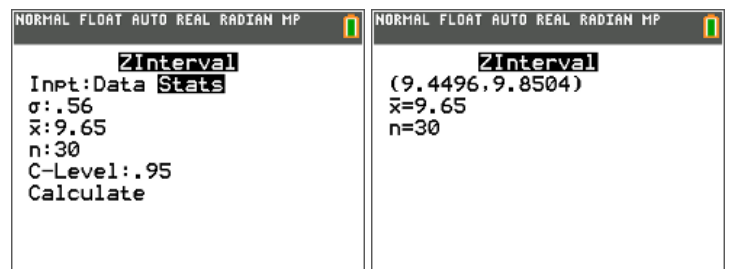 NORMAL FLOAT AUTO REAL RADIAN MP
ZInterval
Inpt:Data Stats
σ:.56
x̄:9.65
n:30
C-Level:.95
Calculate
NORMAL FLOAT AUTO REAL RADIAN MP
ZInterval
(9.4496,9.8504)
x̄=9.65
n=30